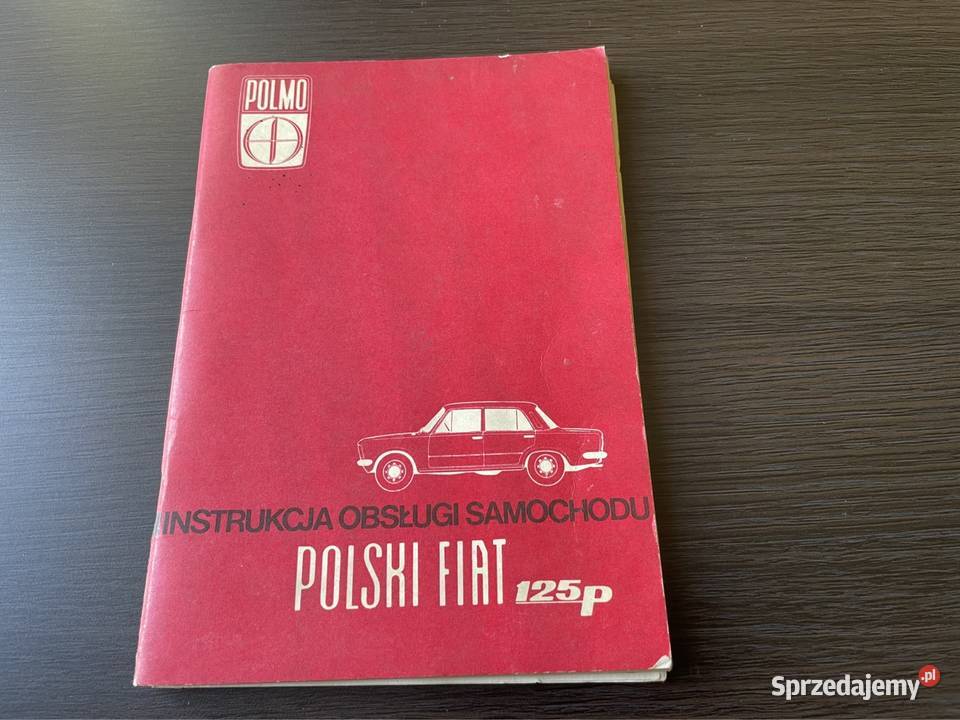 POLMO
INSTRUKCJA OBSŁUGI SAMOCHODU
POLSKI FIAT 125p
Sprzedajemy.pl